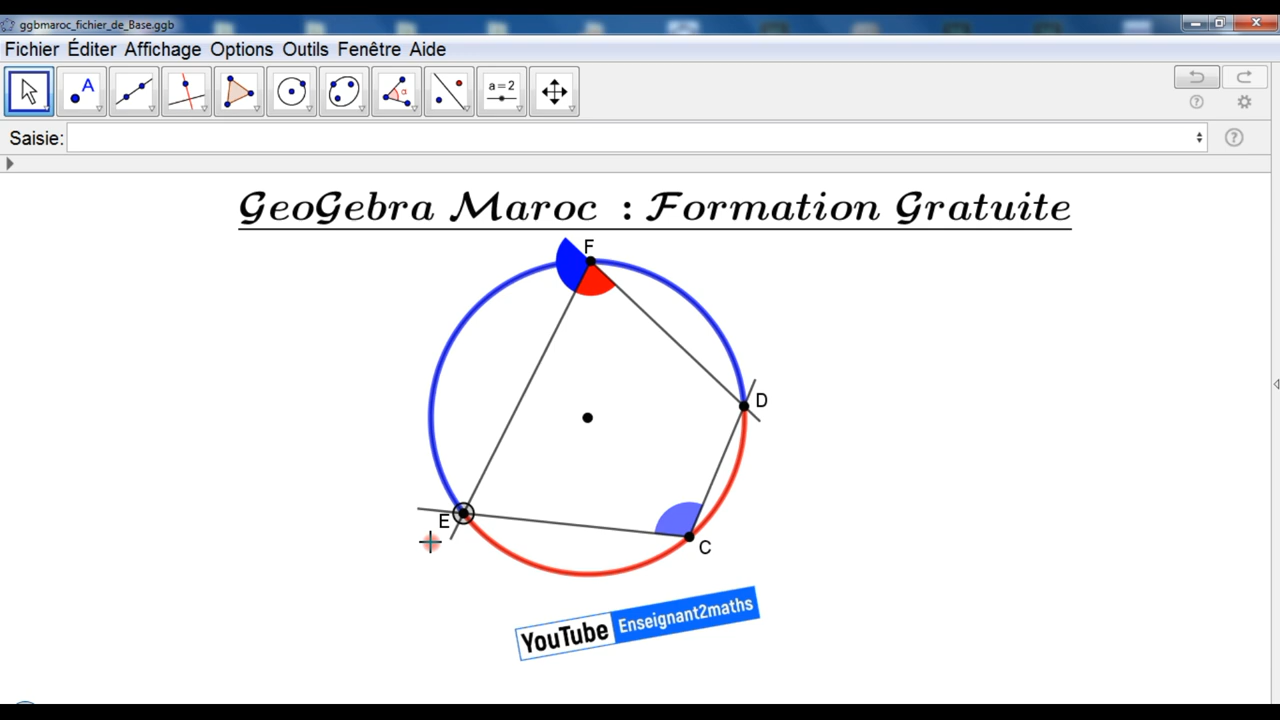 ggbmaroc_fichier_de_Base.ggb
Fichier Éditer Affichage Options Outils Fenêtre Aide
A
α
a = 2
Saisie:
GeoGebra Maroc : Formation Gratuite
F
D
E
C
YouTube Enseignant2maths